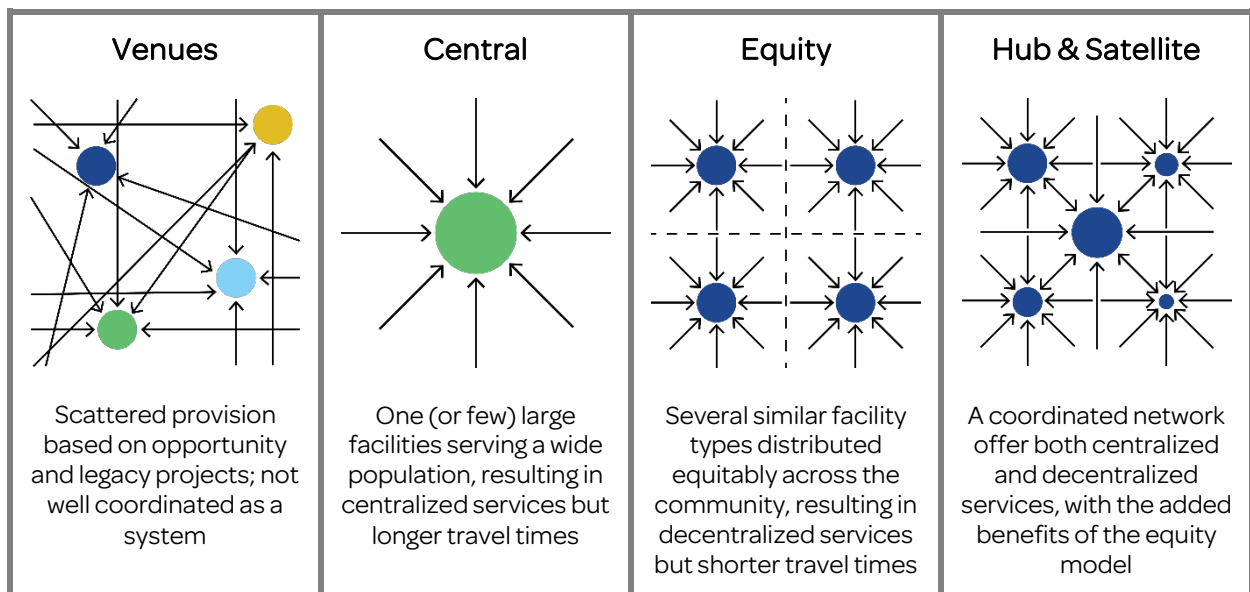 Venues
Scattered provision
based on opportunity
and legacy projects; not
well coordinated as a
system
Central
One (or few) large
facilities serving a wide
population, resulting in
centralized services but
longer travel times
Equity
Several similar facility
types distributed
equitably across the
community, resulting in
decentralized services
but shorter travel times
Hub & Satellite
A coordinated network
offer both centralized
and decentralized
services, with the added
benefits of the equity
model